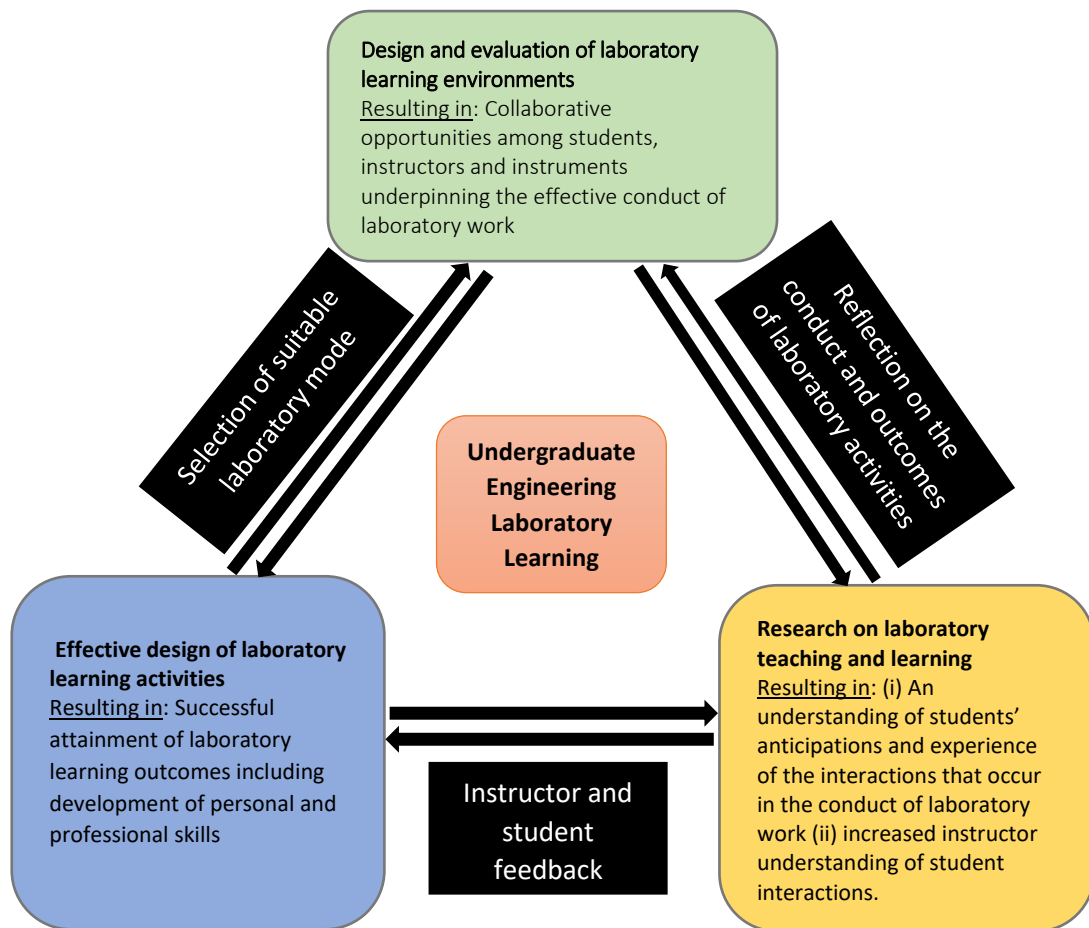 Design and evaluation of laboratory
learning environments
Resulting in: Collaborative
opportunities among students,
instructors and instruments
underpinning the effective conduct of
laboratory work
Selection of suitable
laboratory mode
Reflection on the
conduct and outcomes
of laboratory activities
Undergraduate
Engineering
Laboratory
Learning
Effective design of laboratory
learning activities
Resulting in: Successful
attainment of laboratory
learning outcomes including
development of personal and
professional skills
Instructor and
student
feedback
Research on laboratory
teaching and learning
Resulting in: (i) An
understanding of students’
anticipations and experience
of the interactions that occur
in the conduct of laboratory
work (ii) increased instructor
understanding of student
interactions.